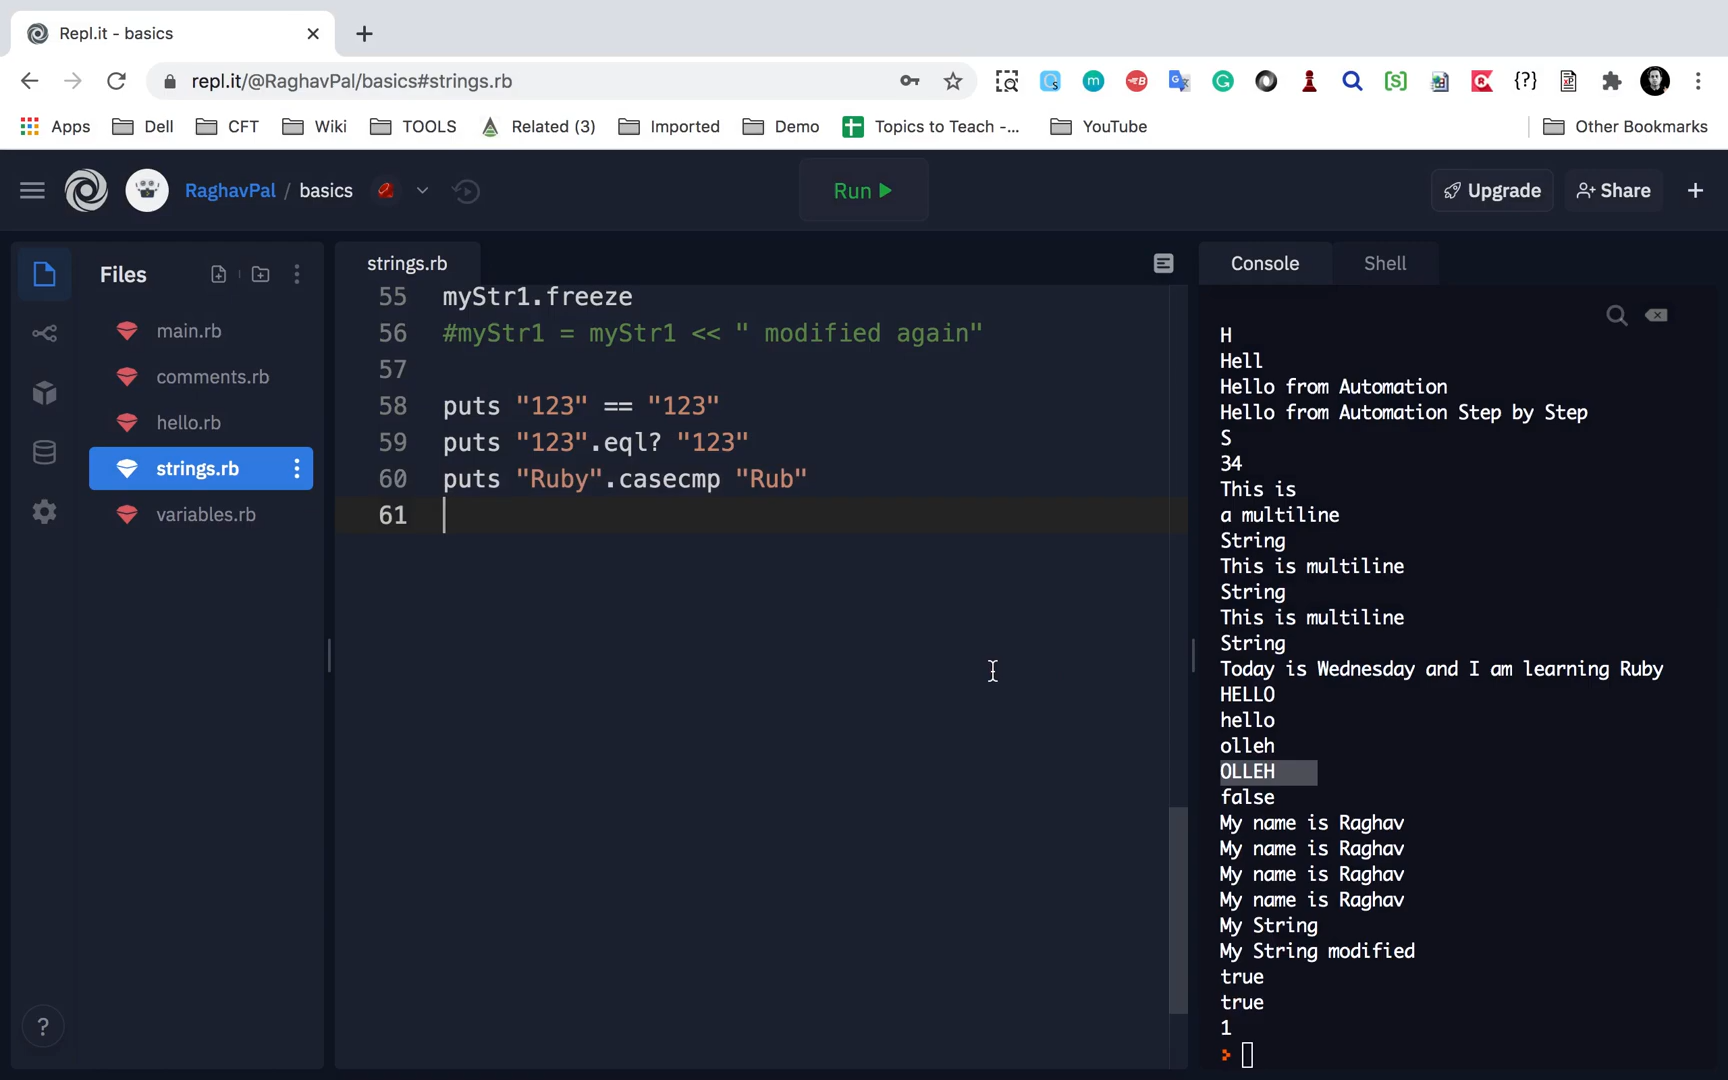 Repl.it - basics
repl.it/@RaghavPal/basics#strings.rb
Apps Dell CFT Wiki TOOLS Related (3) Imported Demo Topics to Teach -... YouTube Other Bookmarks
RaghavPal / basics Run Upgrade Share
Files
main.rb
comments.rb
hello.rb
strings.rb
variables.rb
strings.rb
55 myStr1.freeze
56 #myStr1 = myStr1 << " modified again"
57
58 puts "123" == "123"
59 puts "123".eql? "123"
60 puts "Ruby".casecmp "Rub"
61
Console Shell
H
Hell
Hello from Automation
Hello from Automation Step by Step
S
34
This is
a multiline
String
This is multiline
String
This is multiline
String
Today is Wednesday and I am learning Ruby
HELLO
hello
olleh
OLLEH
false
My name is Raghav
My name is Raghav
My name is Raghav
My name is Raghav
My String
My String modified
true
true
1
?